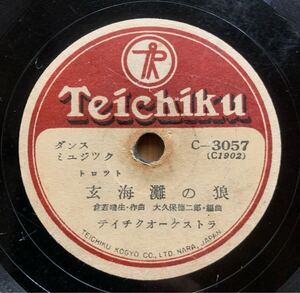 Teichiku
ダンス
ミュジック
トロット
C-3057
(C1902)
玄海灘の狼
倉若晴生・作曲 大久保徳二郎・編曲
テイチクオーケストラ
TEICHIKU KOGYO CO., LTD. NARA, JAPAN